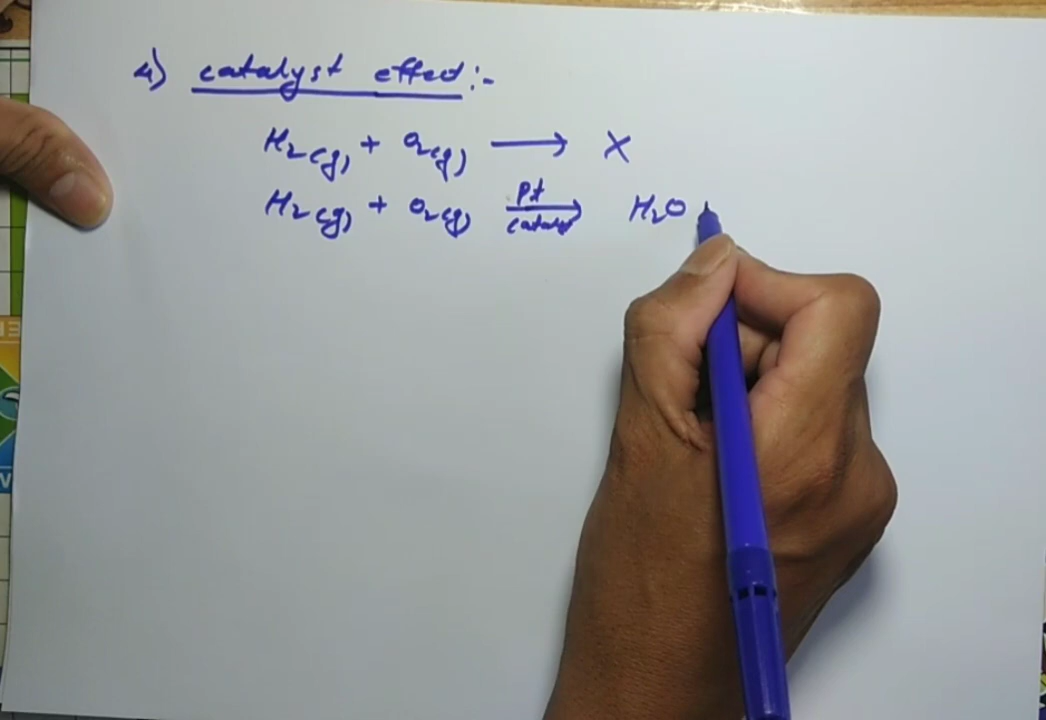 4) catalyst effect:-
H₂(g) + O₂(g) ⟶ X
H₂(g) + O₂(g) Pt ⟶ catalyst H₂O